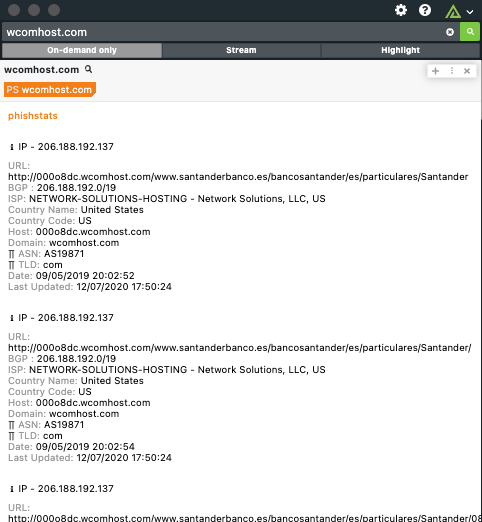 wcomhost.com
On-demand only
Stream
Highlight
wcomhost.com
PS wcomhost.com
phishstats
IP - 206.188.192.137
URL:
http://000o8dc.wcomhost.com/www.santanderbanco.es/bancosantander/es/particulares/Santander
BGP : 206.188.192.0/19
ISP: NETWORK-SOLUTIONS-HOSTING - Network Solutions, LLC, US
Country Name: United States
Country Code: US
Host: 000o8dc.wcomhost.com
Domain: wcomhost.com
ASN: AS19871
TLD: com
Date: 09/05/2019 20:02:52
Last Updated: 12/07/2020 17:50:24
IP - 206.188.192.137
URL:
http://000o8dc.wcomhost.com/www.santanderbanco.es/bancosantander/es/particulares/Santander/
BGP : 206.188.192.0/19
ISP: NETWORK-SOLUTIONS-HOSTING - Network Solutions, LLC, US
Country Name: United States
Country Code: US
Host: 000o8dc.wcomhost.com
Domain: wcomhost.com
ASN: AS19871
TLD: com
Date: 09/05/2019 20:02:54
Last Updated: 12/07/2020 17:50:24
IP - 206.188.192.137
URL:
http://000o8dc.wcomhost.com/www.santanderbanco.es/bancosantander/es/particulares/Santander/08